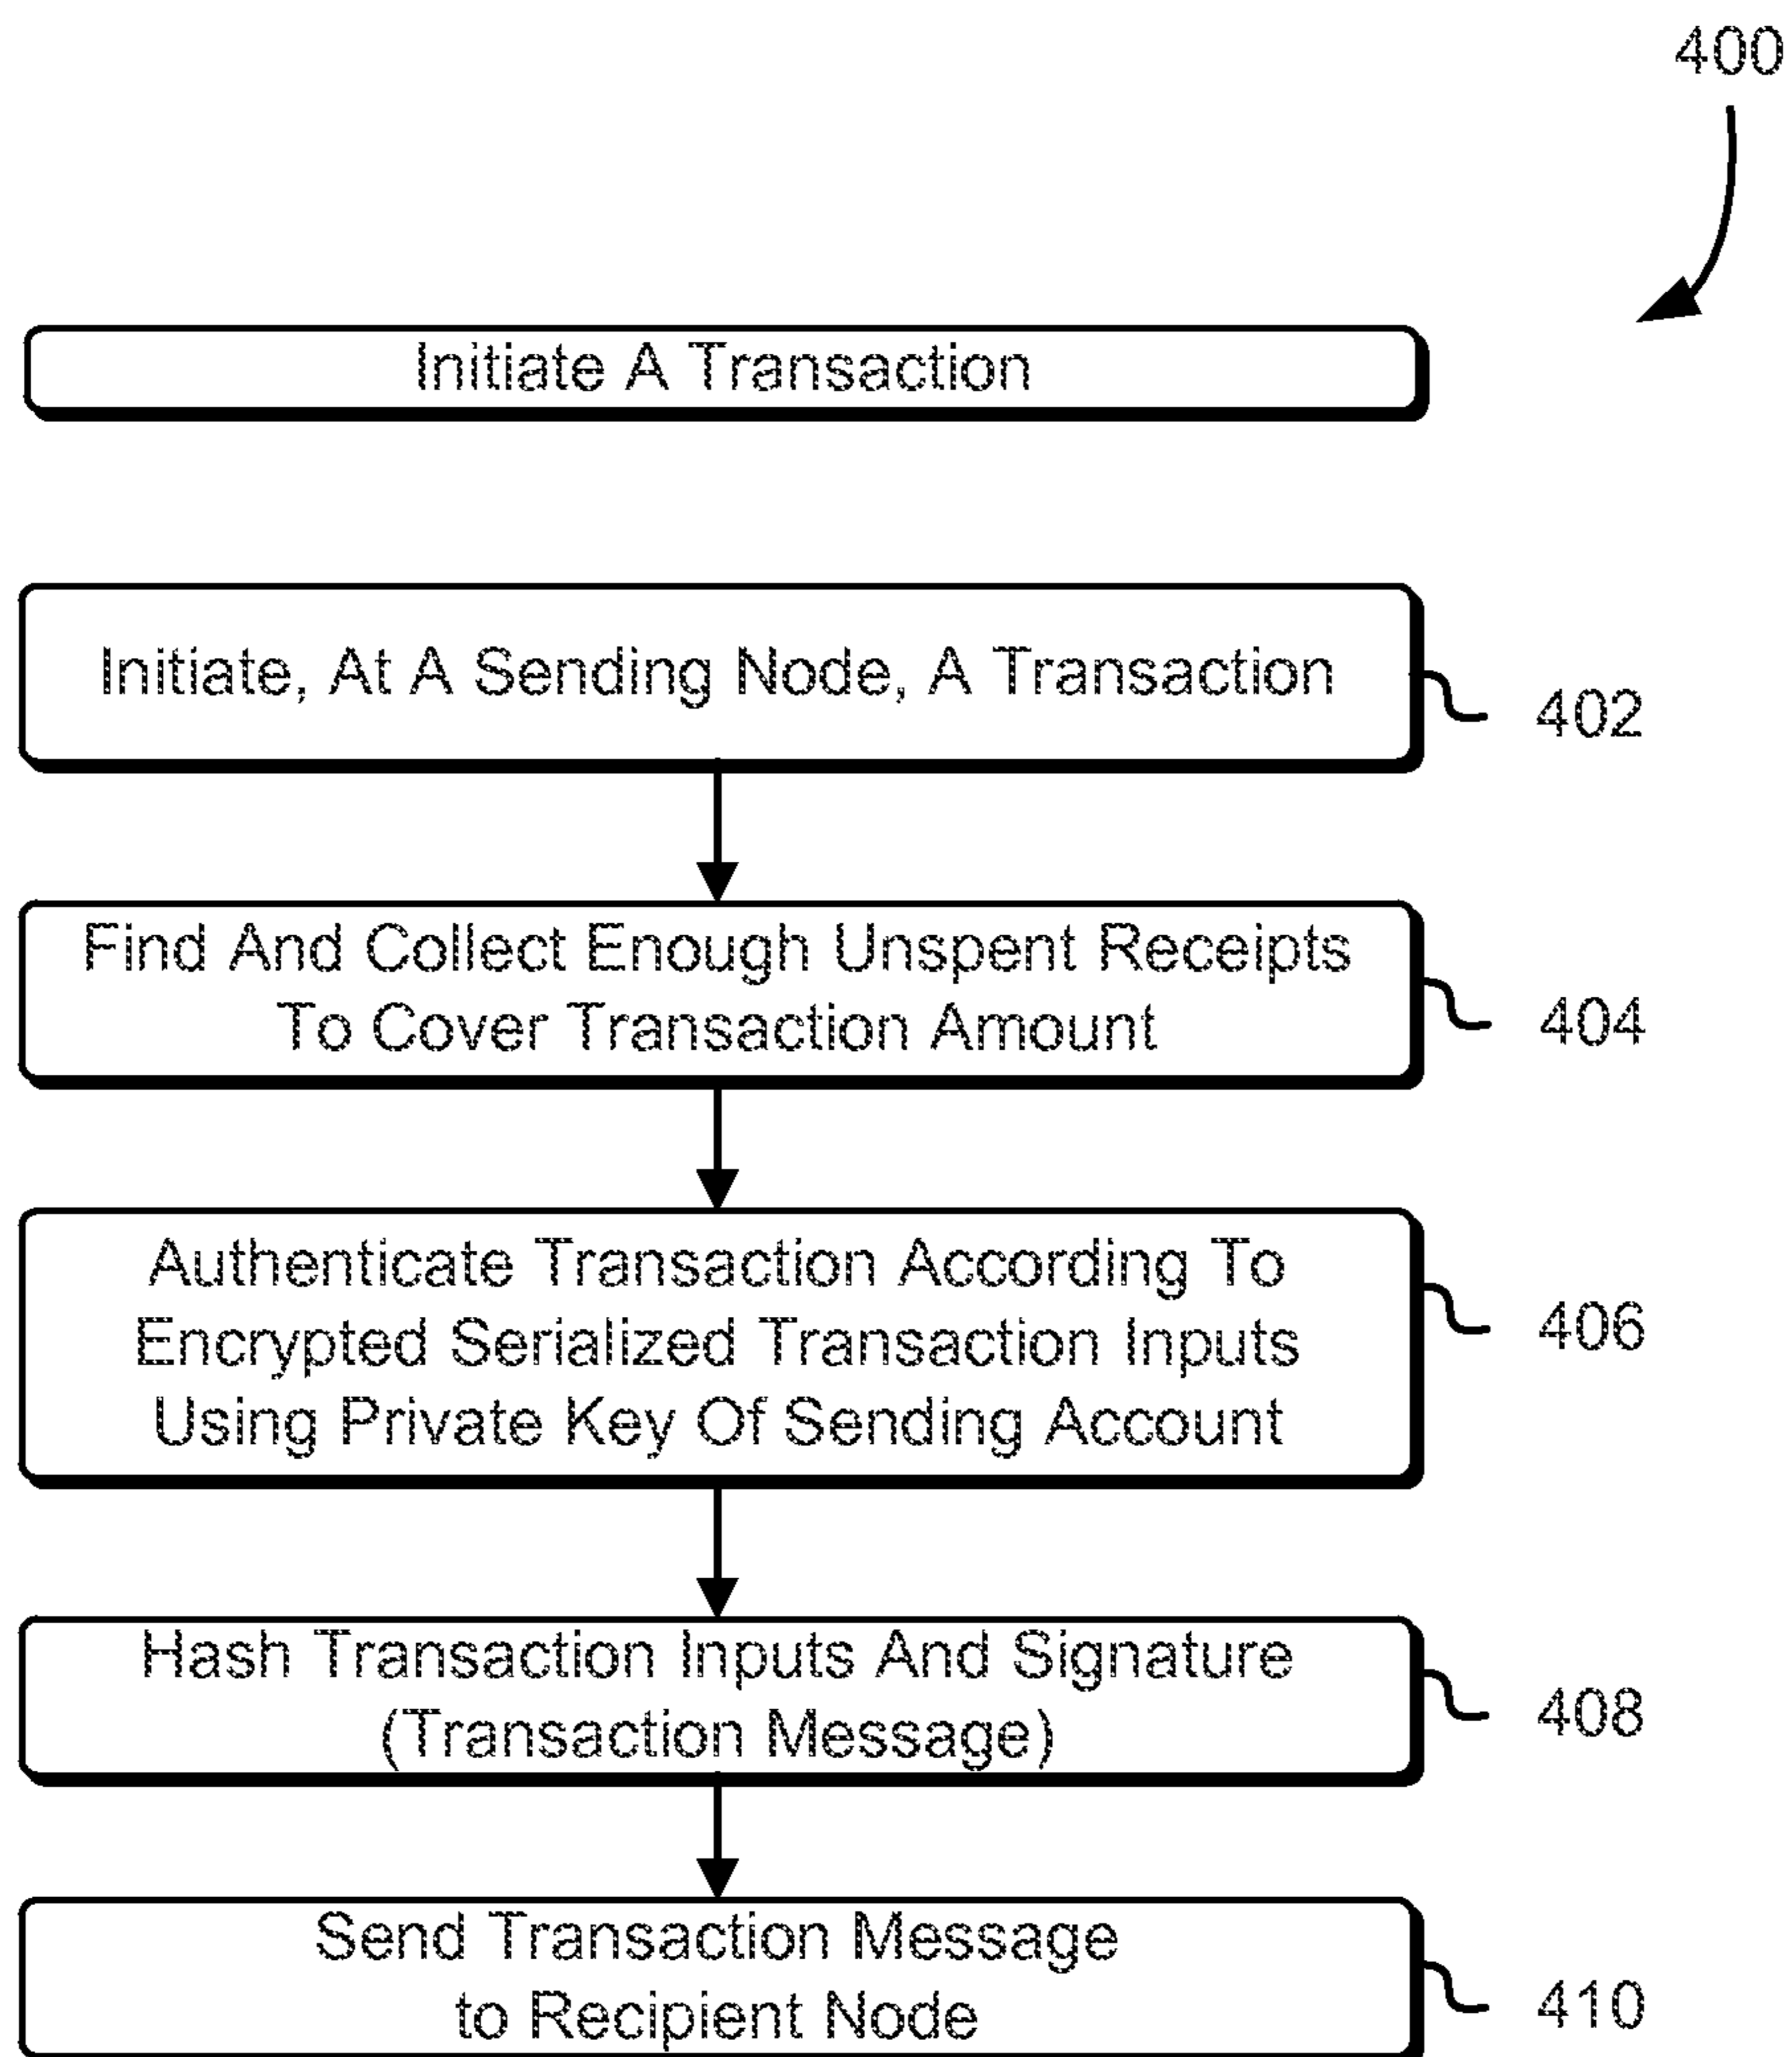 400
Initiate A Transaction
Initiate, At A Sending Node, A Transaction
402
Find And Collect Enough Unspent Receipts
To Cover Transaction Amount
404
Authenticate Transaction According To
Encrypted Serialized Transaction Inputs
Using Private Key Of Sending Account
406
Hash Transaction Inputs And Signature
(Transaction Message)
408
Send Transaction Message
to Recipient Node
410